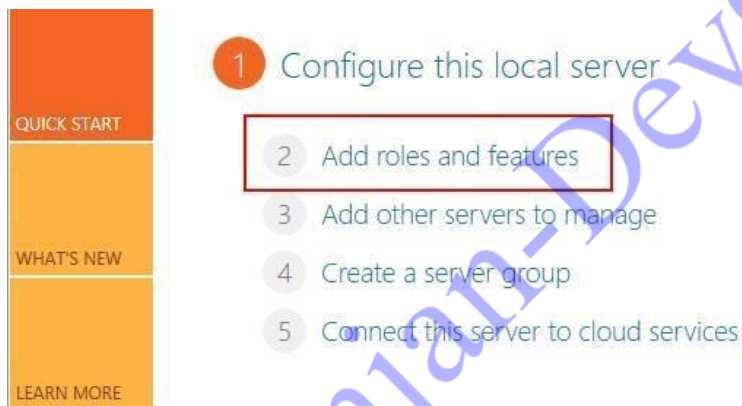 1 Configure this local server
QUICK START
2 Add roles and features
3 Add other servers to manage
WHAT'S NEW
4 Create a server group
5 Connect this server to cloud services
LEARN MORE